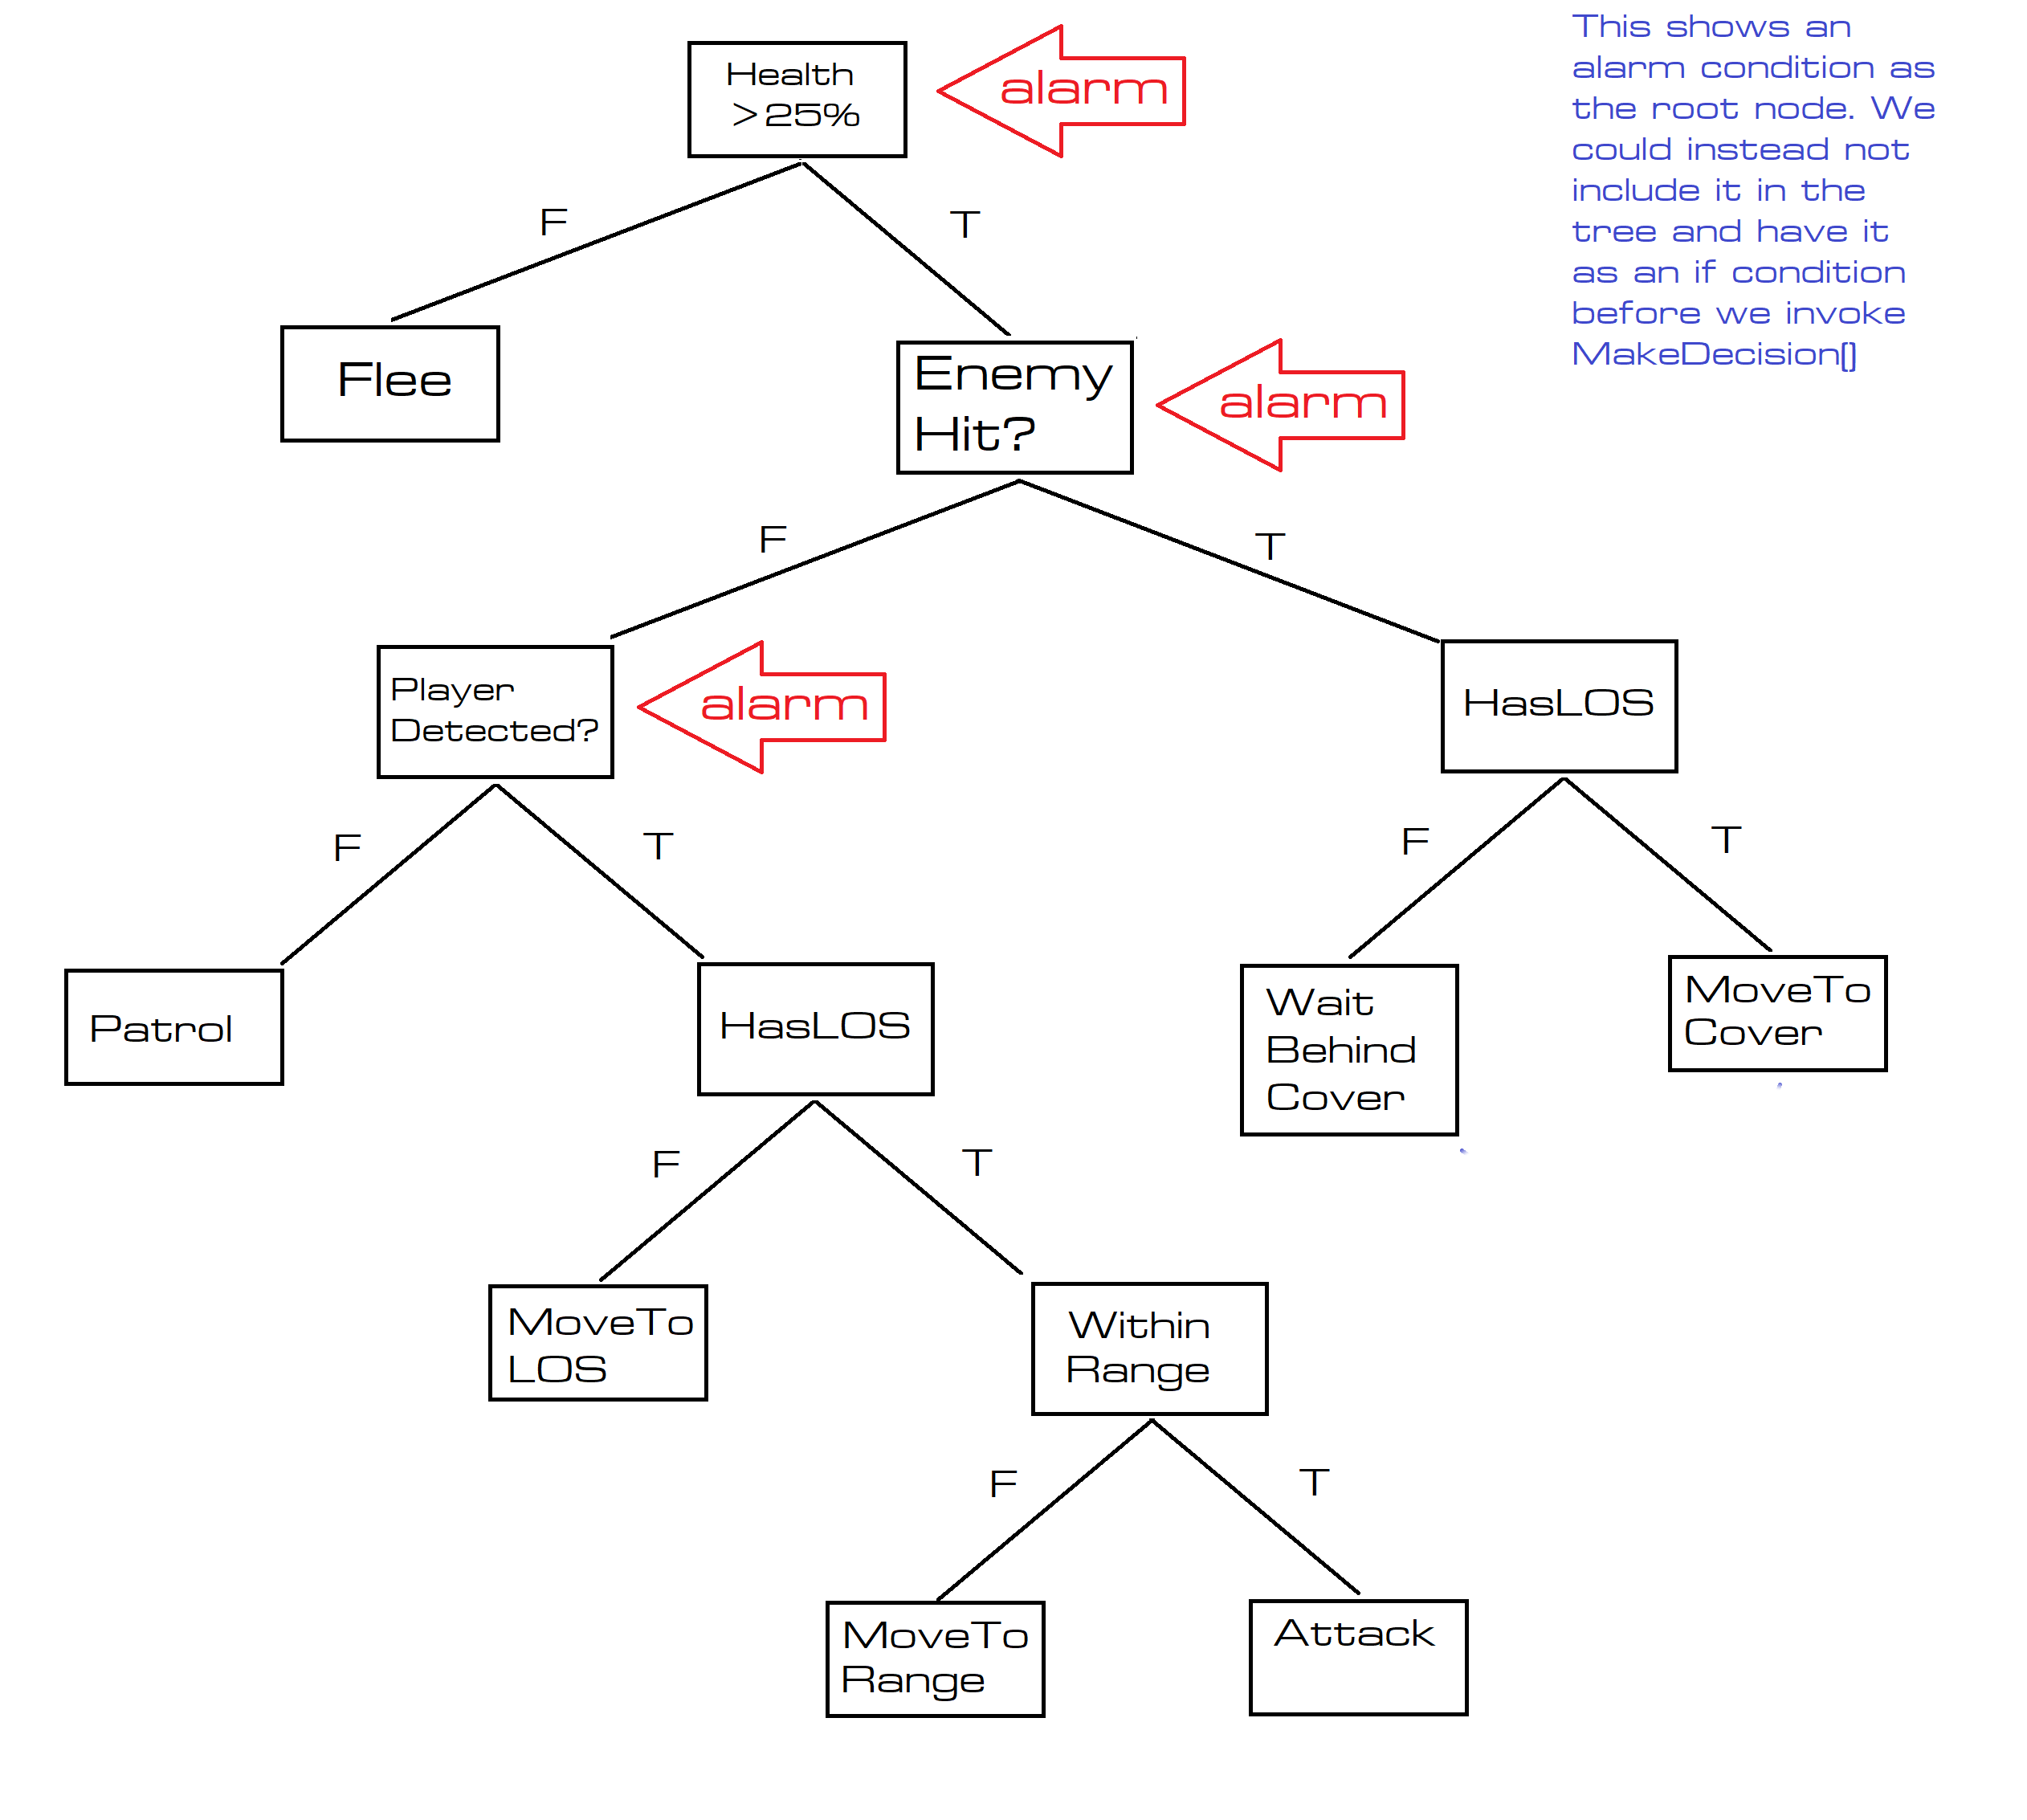 This shows an
alarm condition as
the root node. We
could instead not
include it in the
tree and have it
as an if condition
before we invoke
MakeDecision()
Health
>25%
alarm
F
T
Flee
Enemy
Hit?
alarm
F
T
Player
Detected?
alarm
HasLOS
F
T
F
T
Patrol
HasLOS
Wait
Behind
Cover
MoveTo
Cover
F
T
MoveTo
LOS
Within
Range
F
T
MoveTo
Range
Attack